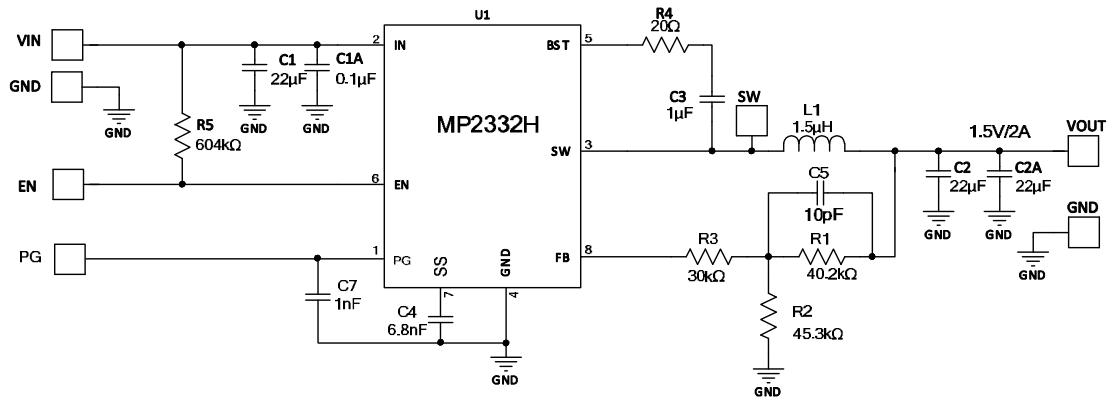 U1
VIN
GND
GND
R5
604kΩ
C1
22µF
GND
C1A
0.1µF
GND
EN
PG
C7
1nF
C4
6.8nF
2
IN
6
EN
1
PG
MP2332H
SS
7
GND
4
GND
BST
5
SW
3
FB
8
R4
20Ω
C3
1µF
SW
L1
1.5µH
C5
10pF
R3
30kΩ
R1
40.2kΩ
R2
45.3kΩ
GND
1.5V/2A
VOUT
C2
22µF
GND
C2A
22µF
GND
GND
GND